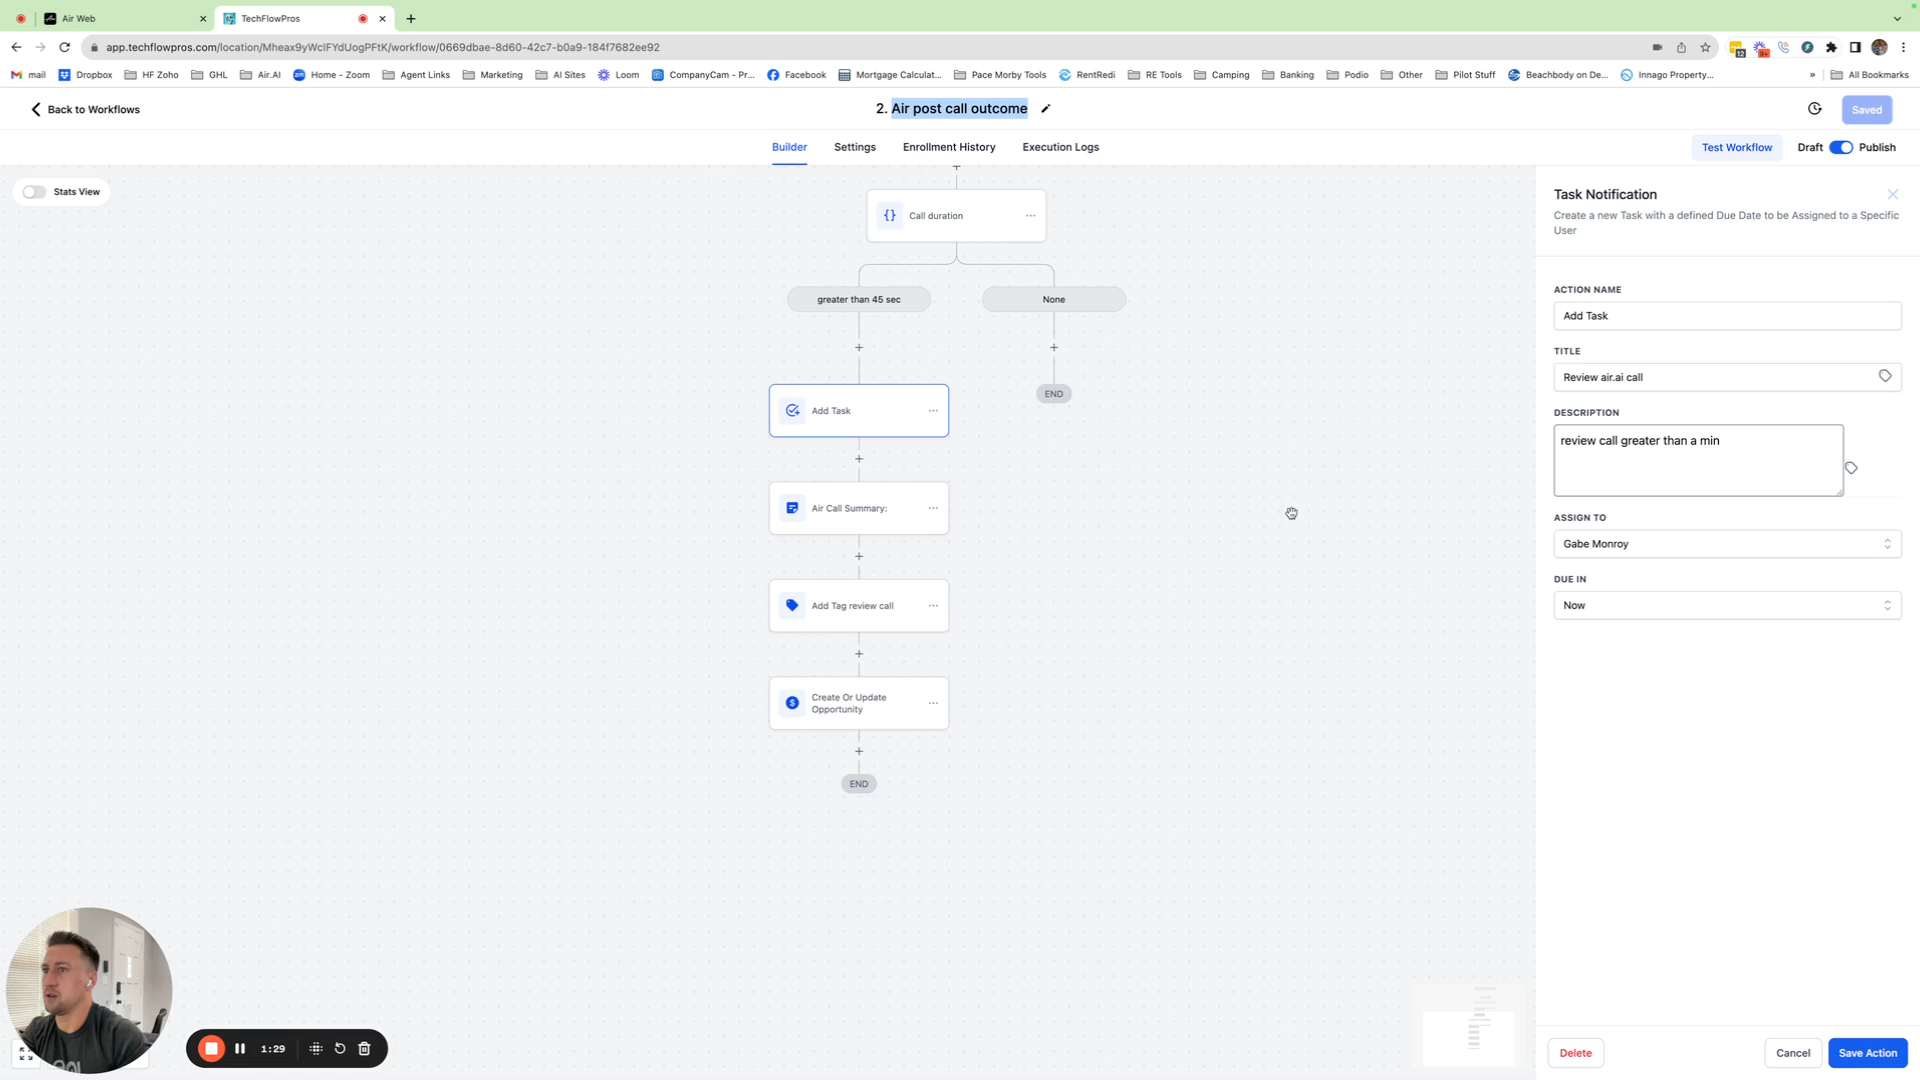 Air Web
TechFlowPros
app.techflowpros.com/location/Mheax9yWclFYdUogPFtK/workflow/0669dbae-8d60-42c7-b0a9-184f7682ee92
mail
Dropbox
HF Zoho
GHL
Air.AI
Home - Zoom
Agent Links
Marketing
AI Sites
Loom
CompanyCam - Pr...
Facebook
Mortgage Calculat...
Pace Morby Tools
RentRedi
RE Tools
Camping
Banking
Podio
Other
Pilot Stuff
Beachbody on De...
Innago Property...
»
All Bookmarks
Back to Workflows
2. Air post call outcome
Saved
Builder
Settings
Enrollment History
Execution Logs
Test Workflow
Draft
Publish
Stats View
Call duration
greater than 45 sec
None
Add Task
END
Air Call Summary:
Add Tag review call
Create Or Update
Opportunity
END
Task Notification
Create a new Task with a defined Due Date to be Assigned to a Specific
User
ACTION NAME
Add Task
TITLE
Review air.ai call
DESCRIPTION
review call greater than a min
ASSIGN TO
Gabe Monroy
DUE IN
Now
Delete
Cancel
Save Action
1:29